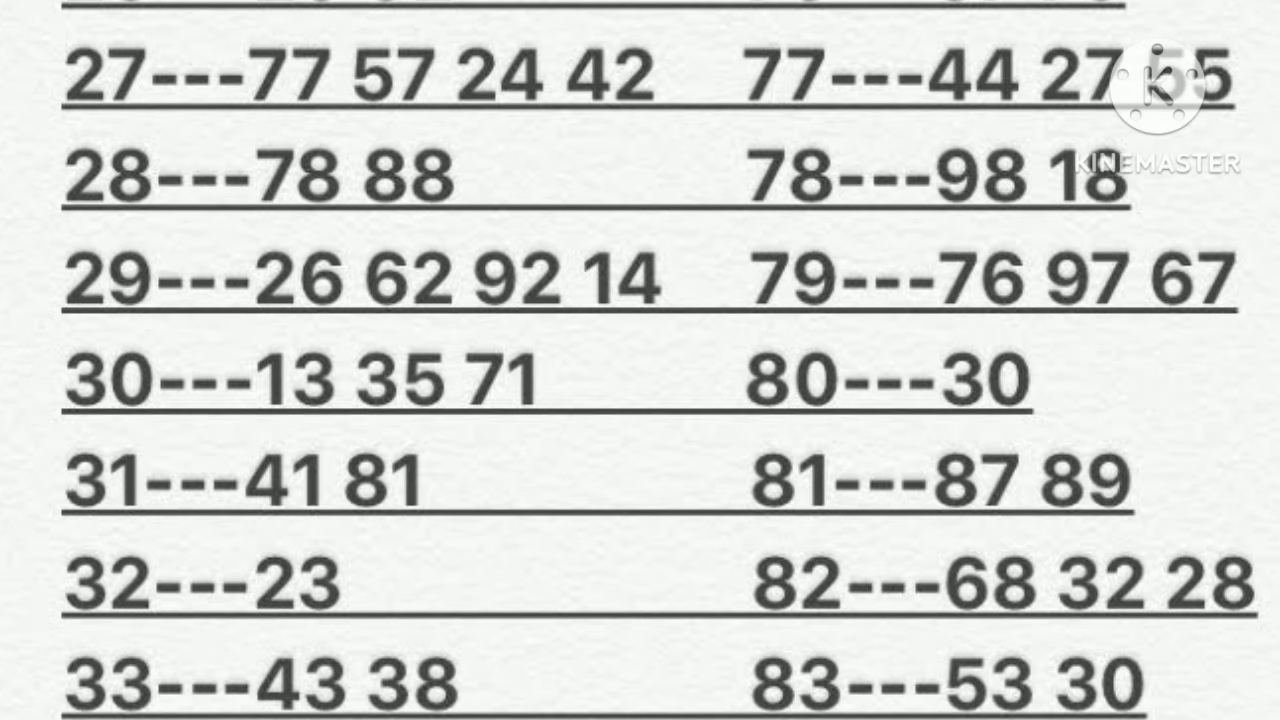 27---77 57 24 42 77---44 27 55
28---78 88 78---98 18
KINEMASTER
29---26 62 92 14 79---76 97 67
30---13 35 71 80---30
31---41 81 81---87 89
32---23 82---68 32 28
33---43 38 83---53 30